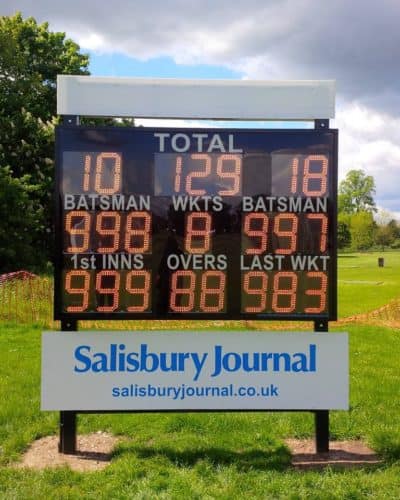 TOTAL
10 129 18
BATSMAN WKTS BATSMAN
998 8 997
1st INNS OVERS LAST WKT
999 88 983
Salisbury Journal
salisburyjournal.co.uk